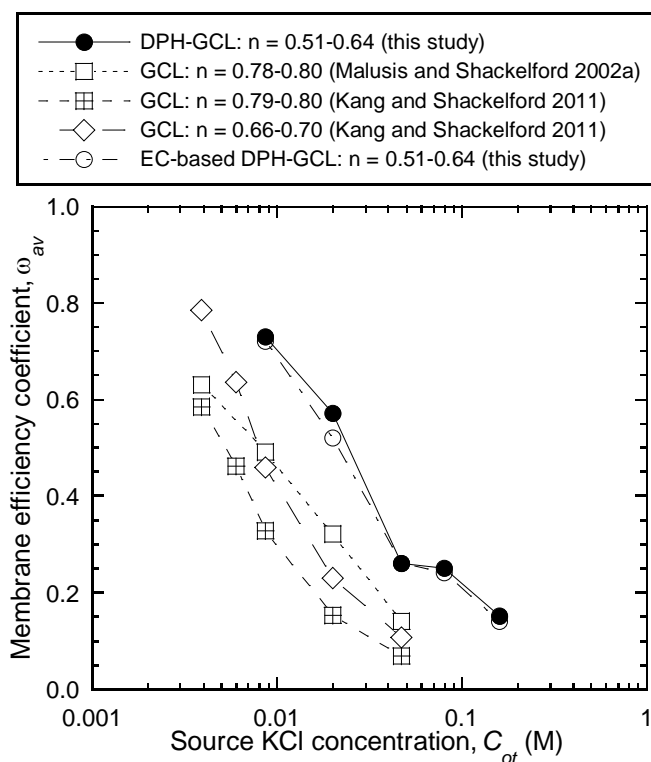 DPH-GCL: n = 0.51-0.64 (this study)
GCL: n = 0.78-0.80 (Malusis and Shackelford 2002a)
GCL: n = 0.79-0.80 (Kang and Shackelford 2011)
GCL: n = 0.66-0.70 (Kang and Shackelford 2011)
EC-based DPH-GCL: n = 0.51-0.64 (this study)
Membrane efficiency coefficient, ω_av
1.0
0.8
0.6
0.4
0.2
0.0
0.001 0.01 0.1 1
Source KCl concentration, C_ot (M)